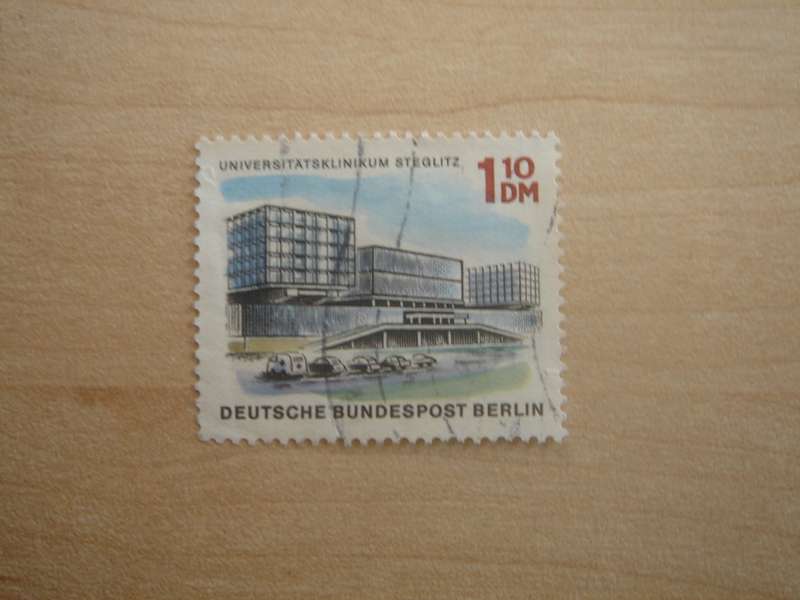 UNIVERSITÄTSKLINIKUM STEGLITZ
1 10 DM
DEUTSCHE BUNDESPOST BERLIN